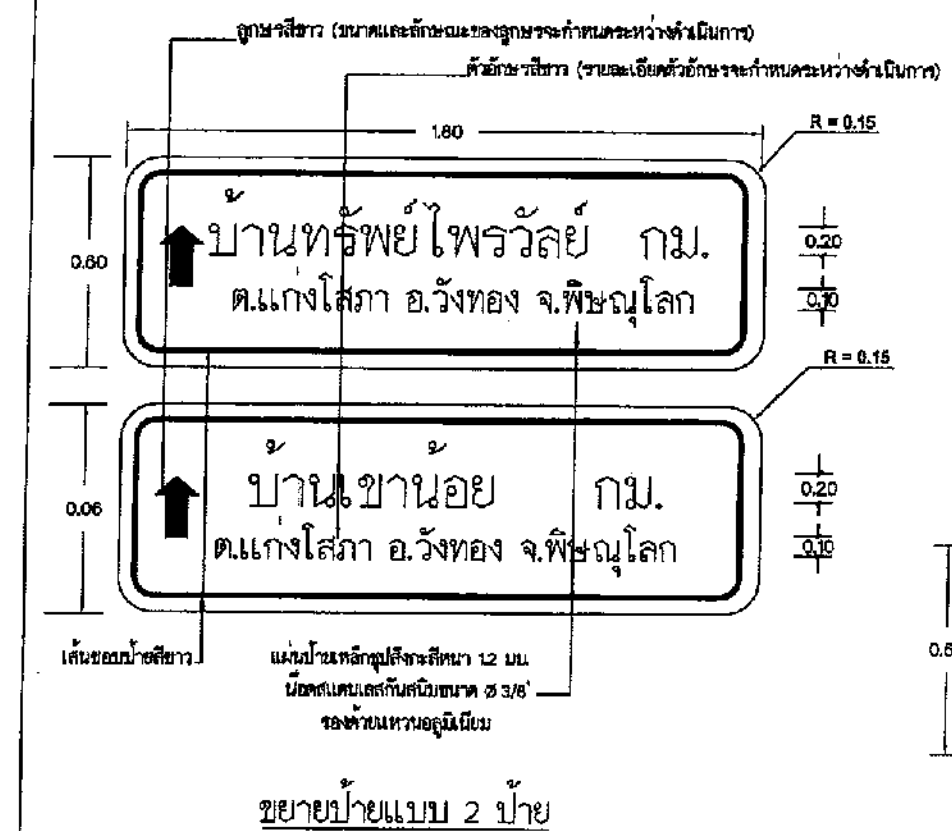 ลูกษรสีขาว (ขนาดและลักษณะของลูกษรจะกำหนดระหว่างดำเนินการ)
ตัวอักษรสีขาว (รายละเอียดตัวอักษรจะกำหนดระหว่างดำเนินการ)
1.80
R = 0.15
0.60
บ้านทรัพย์ไพรวัลย์ กม.
ต.แก่งโสภา อ.วังทอง จ.พิษณุโลก
0.20
0.10
R = 0.15
0.06
บ้านเขาน้อย กม.
ต.แก่งโสภา อ.วังทอง จ.พิษณุโลก
0.20
0.10
เส้นขอบป้ายสีขาว
แผ่นป้ายเหล็กชุปสังกะสีหนา 1.2 มม.
น๊อตสแตนเลสกันสนิมขนาด Ø 3/8"
รองด้วยแหวนอลูมิเนียม
ขยายป้ายแบบ 2 ป้าย